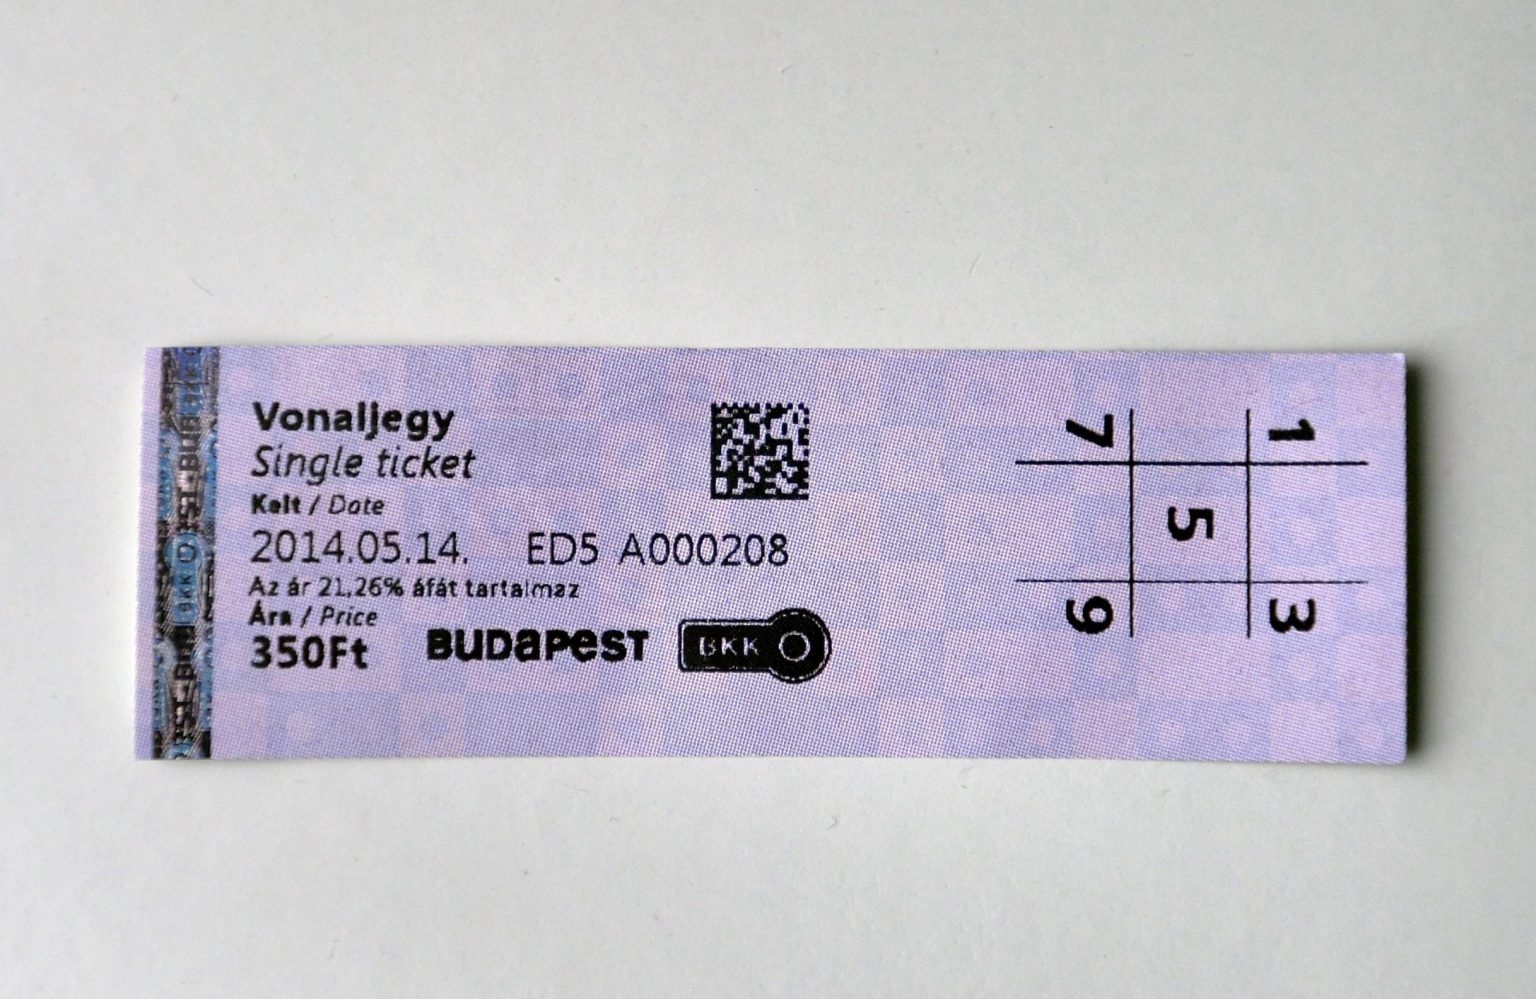 Vonaljegy
Single ticket
Kelt / Date
2014.05.14. ED5 A000208
Az ár 21,26% áfát tartalmaz
Ára / Price
350Ft BUDAPEST BKK
1 3
5
7 9